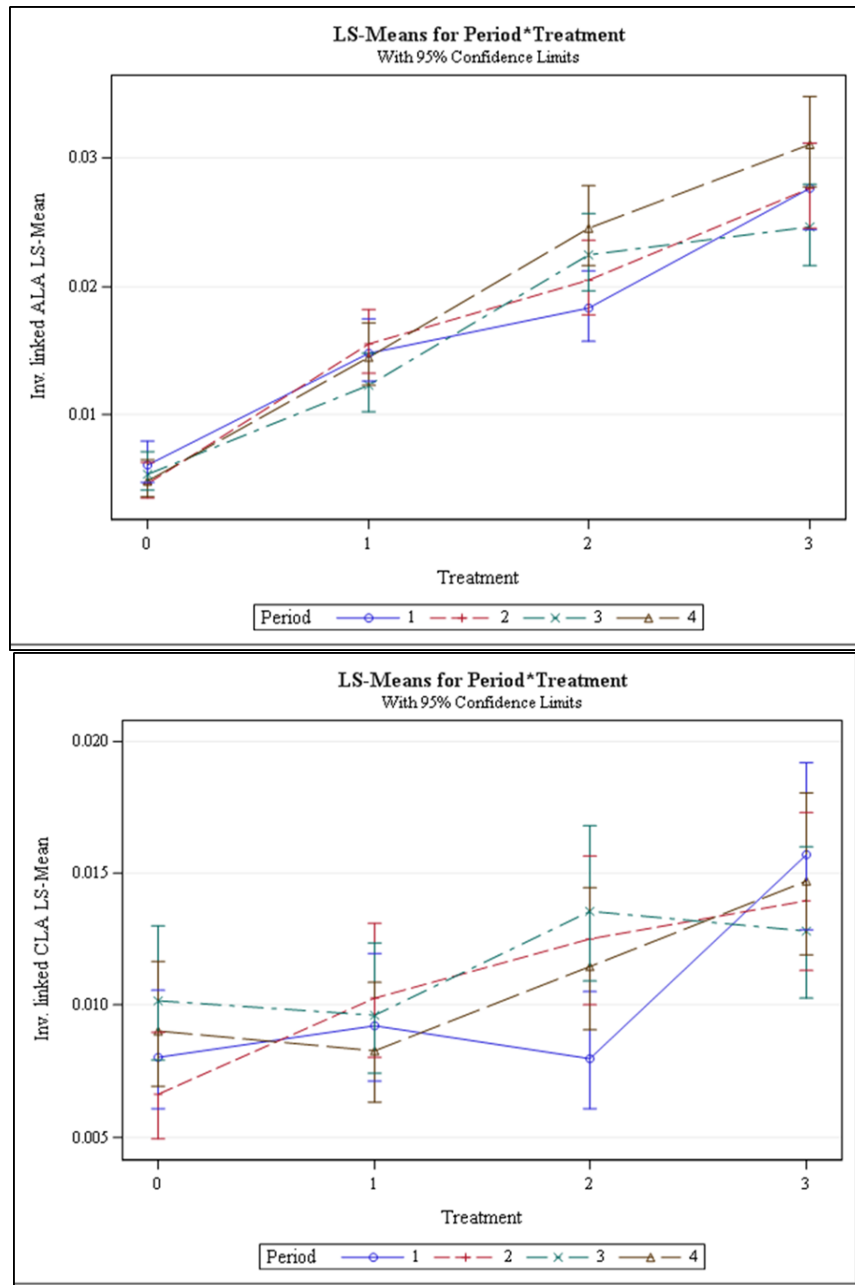 LS-Means for Period*Treatment
With 95% Confidence Limits
Inv. linked ALA LS-Mean
0.03
0.02
0.01
0 1 2 3
Treatment
Period 1 2 3 4
LS-Means for Period*Treatment
With 95% Confidence Limits
Inv. linked CLA LS-Mean
0.020
0.015
0.010
0.005
0 1 2 3
Treatment
Period 1 2 3 4